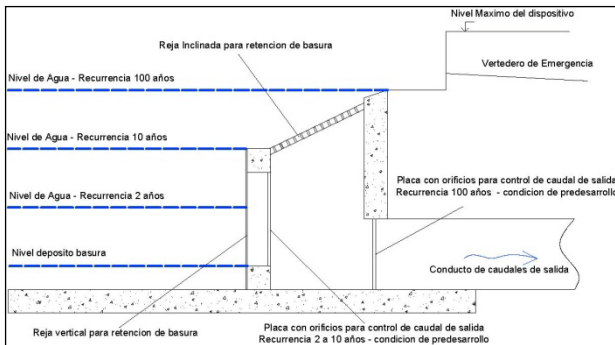 Nivel Maximo del dispositivo
Reja Inclinada para retencion de basura
Vertedero de Emergencia
Nivel de Agua - Recurrencia 100 años
Nivel de Agua - Recurrencia 10 años
Placa con orificios para control de caudal de salida
Recurrencia 100 años - condicion de predesarrollo
Nivel de Agua - Recurrencia 2 años
Nivel deposito basura
Conducto de caudales de salida
Reja vertical para retencion de basura
Placa con orificios para control de caudal de salida
Recurrencia 2 a 10 años - condicion de predesarrollo